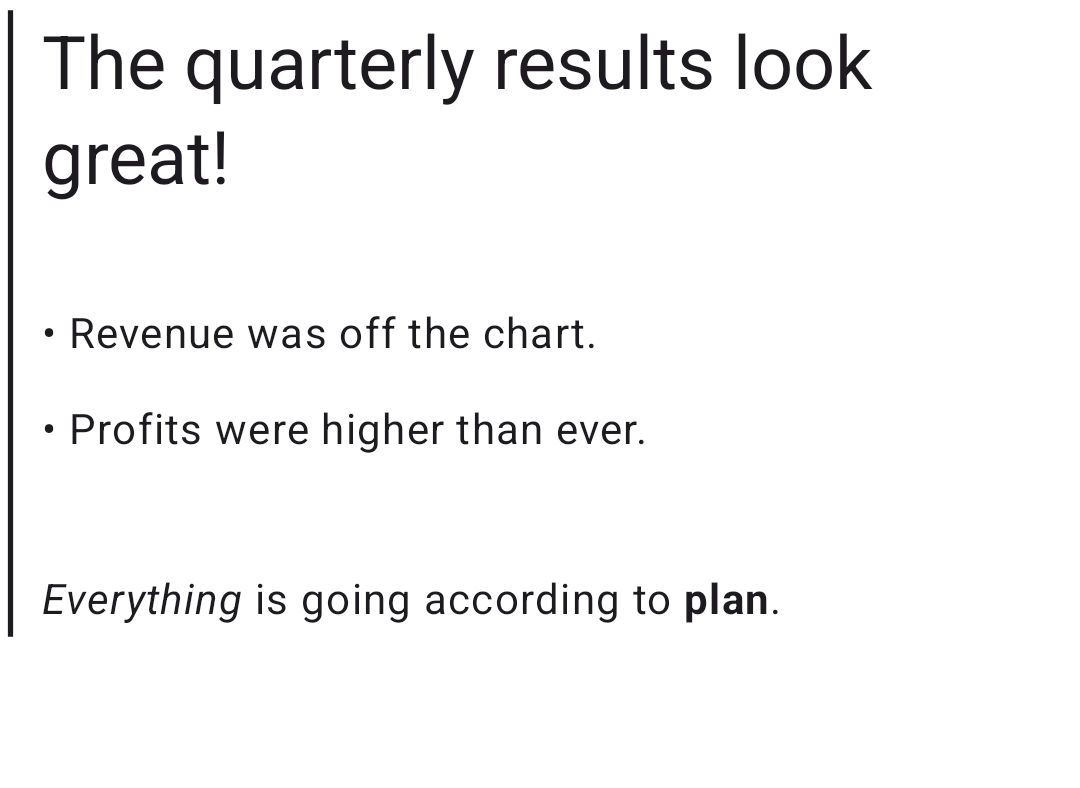 The quarterly results look
great!
• Revenue was off the chart.
• Profits were higher than ever.
Everything is going according to plan.